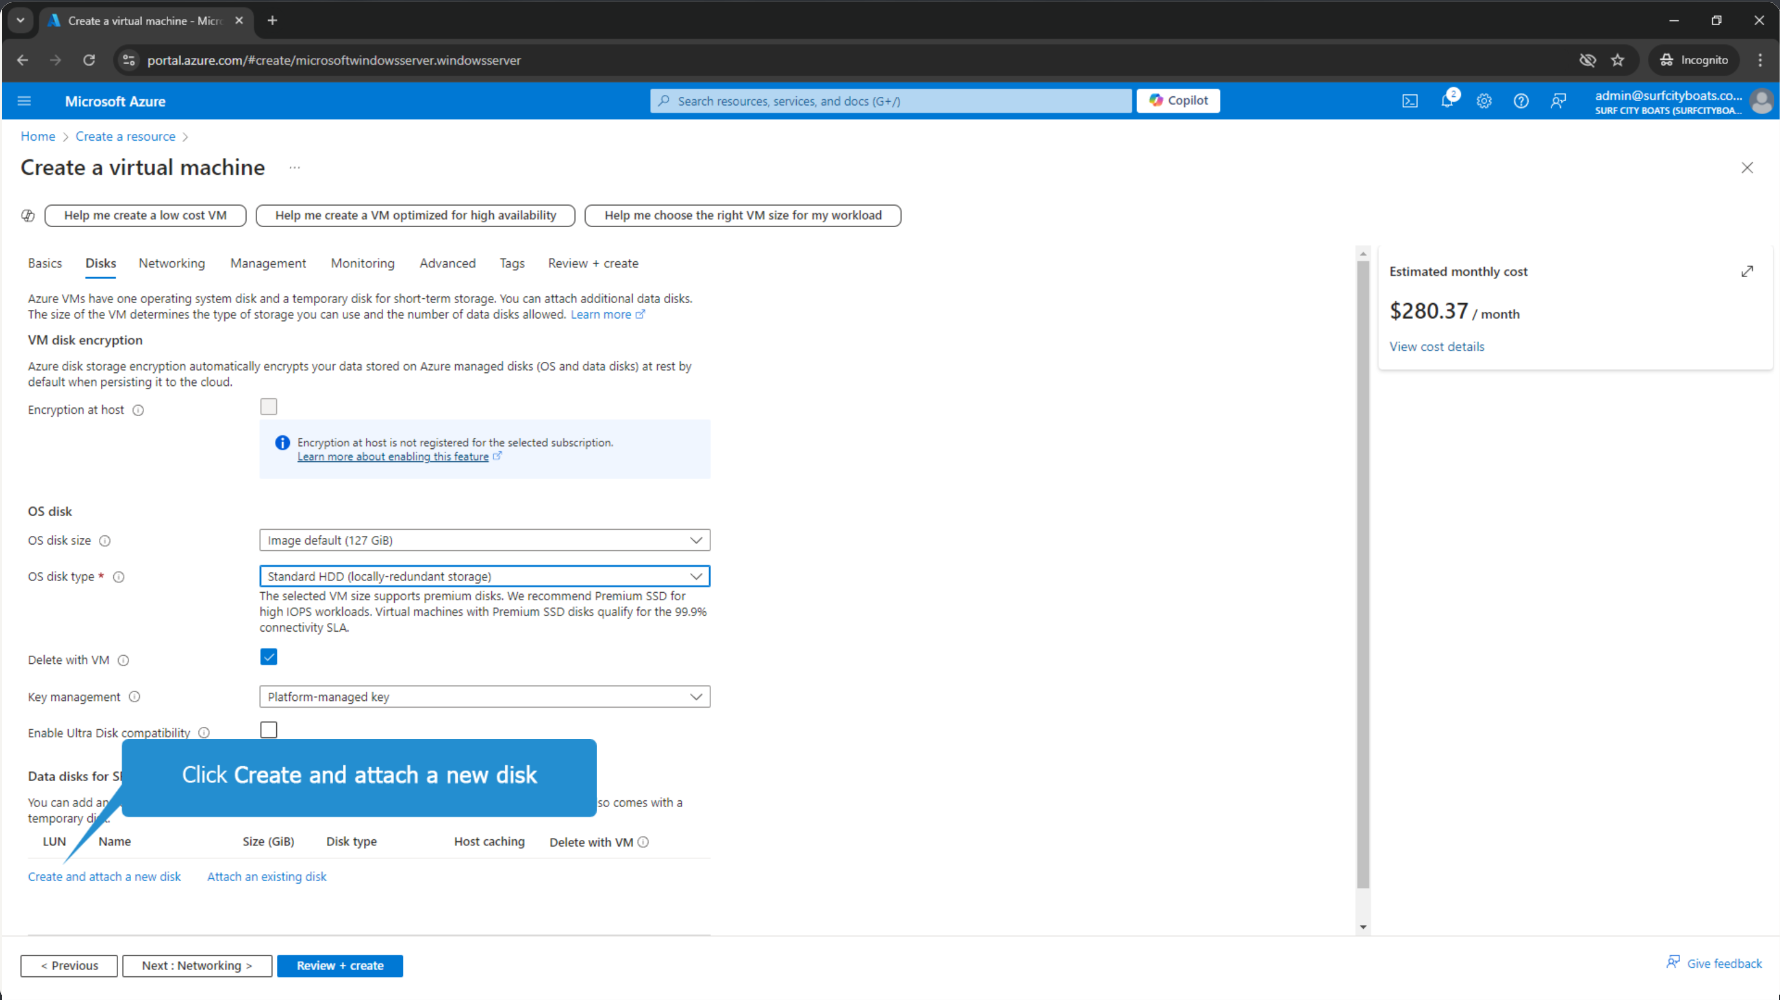 Create a virtual machine - Micr
portal.azure.com/#create/microsoftwindowsserver.windowsserver
Incognito
Microsoft Azure
Search resources, services, and docs (G+/)
Copilot
2
admin@surfcityboats.co...
SURF CITY BOATS (SURFCITYBOA...
Home > Create a resource >
Create a virtual machine ...
Help me create a low cost VM
Help me create a VM optimized for high availability
Help me choose the right VM size for my workload
Basics Disks Networking Management Monitoring Advanced Tags Review + create
Azure VMs have one operating system disk and a temporary disk for short-term storage. You can attach additional data disks.
The size of the VM determines the type of storage you can use and the number of data disks allowed. Learn more
VM disk encryption
Azure disk storage encryption automatically encrypts your data stored on Azure managed disks (OS and data disks) at rest by
default when persisting it to the cloud.
Encryption at host
Encryption at host is not registered for the selected subscription.
Learn more about enabling this feature
OS disk
OS disk size
Image default (127 GiB)
OS disk type *
Standard HDD (locally-redundant storage)
The selected VM size supports premium disks. We recommend Premium SSD for
high IOPS workloads. Virtual machines with Premium SSD disks qualify for the 99.9%
connectivity SLA.
Delete with VM
Key management
Platform-managed key
Enable Ultra Disk compatibility
Click Create and attach a new disk
Data disks for
You can add an so comes with a
temporary
LUN Name Size (GiB) Disk type Host caching Delete with VM
Create and attach a new disk Attach an existing disk
Estimated monthly cost
$280.37 / month
View cost details
< Previous
Next : Networking >
Review + create
Give feedback